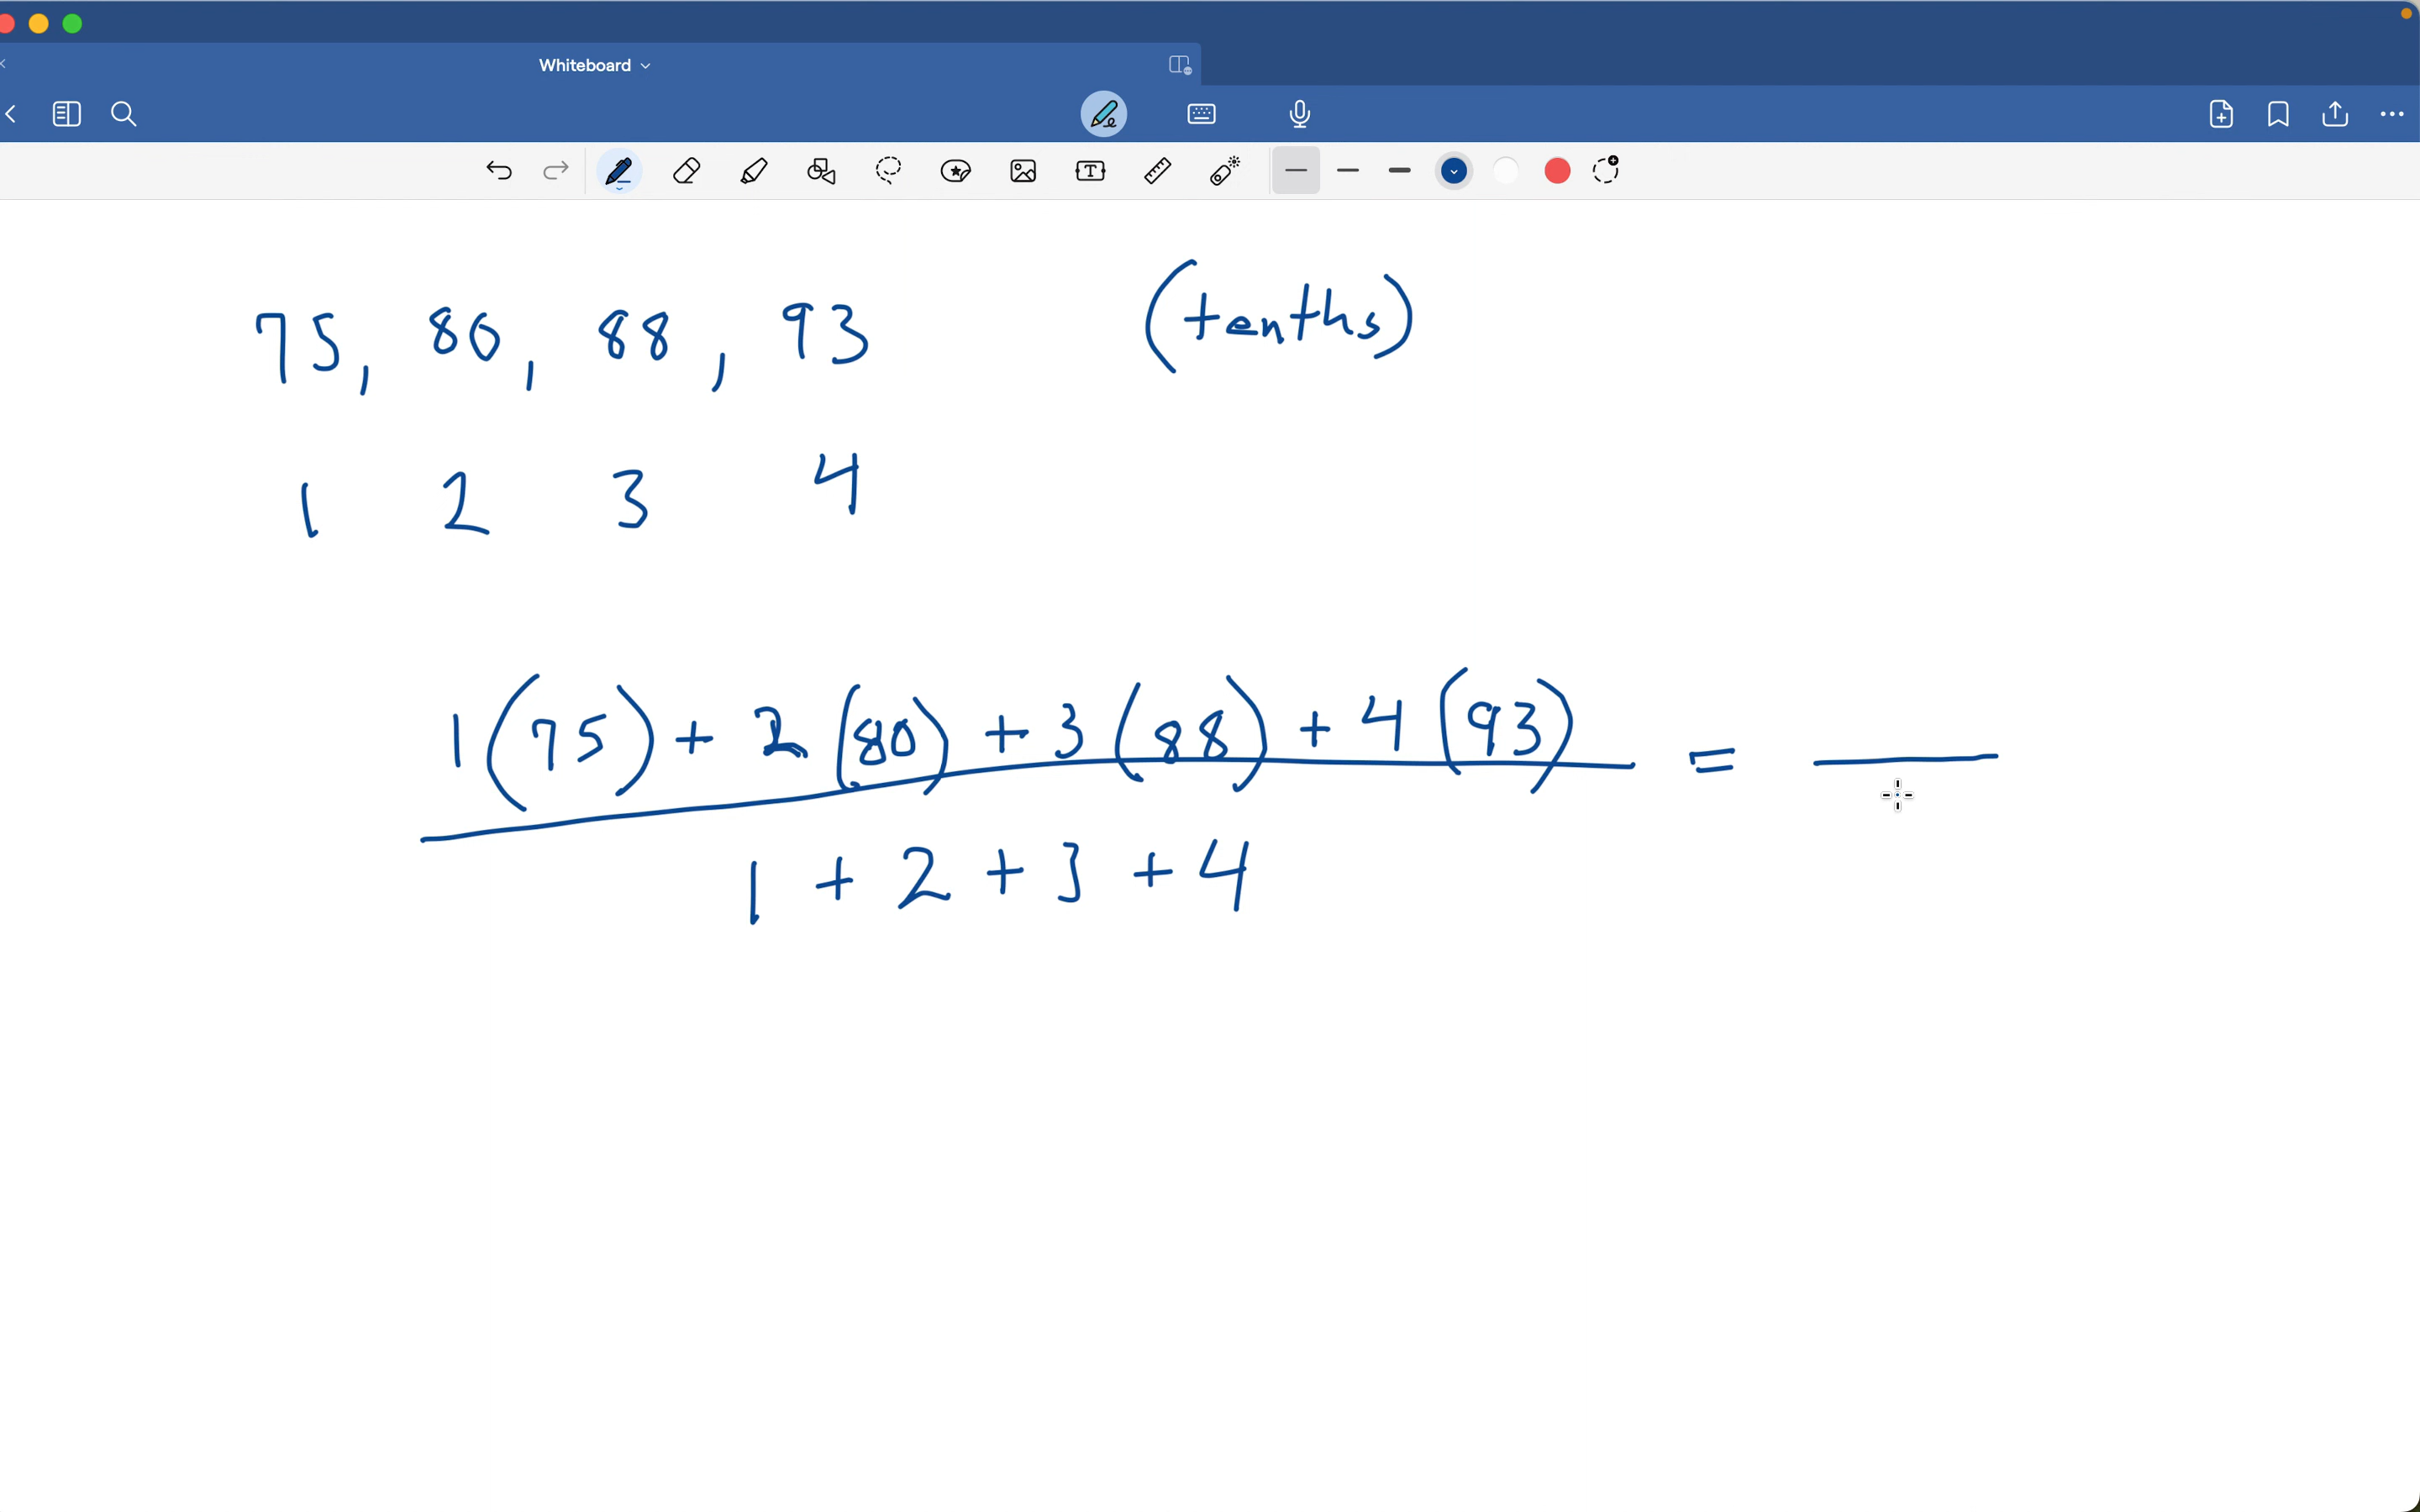 Whiteboard
75, 80, 88, 93 (tenths)
1 2 3 4
1(75) + 2(80) + 3(88) + 4(93) =
1 + 2 + 3 + 4